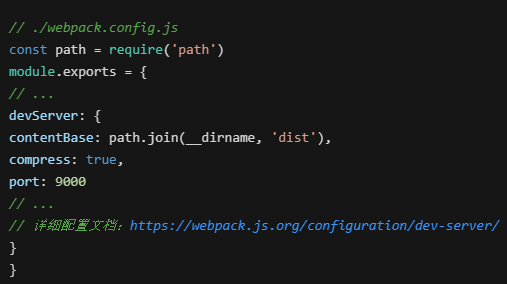 // ./webpack.config.js
const path = require('path')
module.exports = {
// ...
devServer: {
contentBase: path.join(__dirname, 'dist'),
compress: true,
port: 9000
// ...
// 详细配置文档：https://webpack.js.org/configuration/dev-server/
}
}